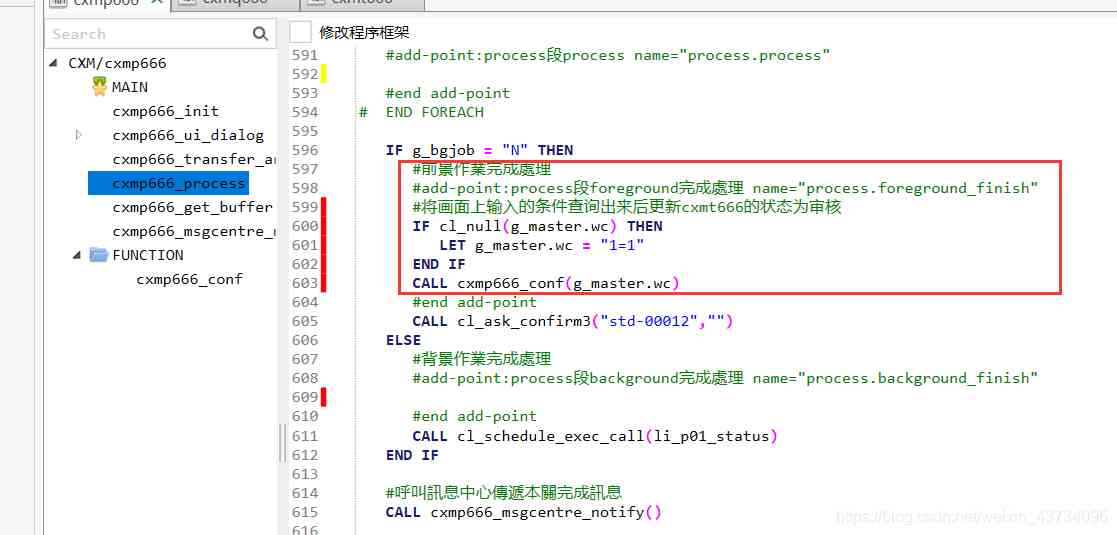 cxmp666
cxmq666
cxmt666
Search
CXM/cxmp666
MAIN
cxmp666_init
cxmp666_ui_dialog
cxmp666_transfer_ar
cxmp666_process
cxmp666_get_buffer
cxmp666_msgcentre_
FUNCTION
cxmp666_conf
修改程序框架
591 #add-point:process段process name="process.process"
592
593 #end add-point
594 # END FOREACH
595
596 IF g_bgjob = "N" THEN
597 #前景作業完成處理
598 #add-point:process段foreground完成處理 name="process.foreground_finish"
599 #将画面上输入的条件查询出来后更新cxmt666的状态为审核
600 IF cl_null(g_master.wc) THEN
601 LET g_master.wc = "1=1"
602 END IF
603 CALL cxmp666_conf(g_master.wc)
604 #end add-point
605 CALL cl_ask_confirm3("std-00012","")
606 ELSE
607 #背景作業完成處理
608 #add-point:process段background完成處理 name="process.background_finish"
609
610 #end add-point
611 CALL cl_schedule_exec_call(li_p01_status)
612 END IF
613
614 #呼叫訊息中心傳遞本關完成訊息
615 CALL cxmp666_msgcentre_notify()
616
https://blog.csdn.net/weixin_43734095